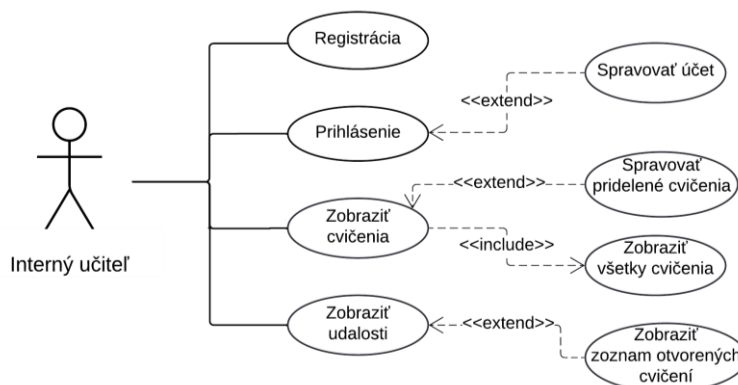 Registrácia
Spravovať účet
<<extend>>
Prihlásenie
Spravovať
pridelené cvičenia
<<extend>>
Zobraziť
cvičenia
<<include>>
Zobraziť
všetky cvičenia
Interný učiteľ
Zobraziť
udalosti
<<extend>>
Zobraziť
zoznam otvorených
cvičení